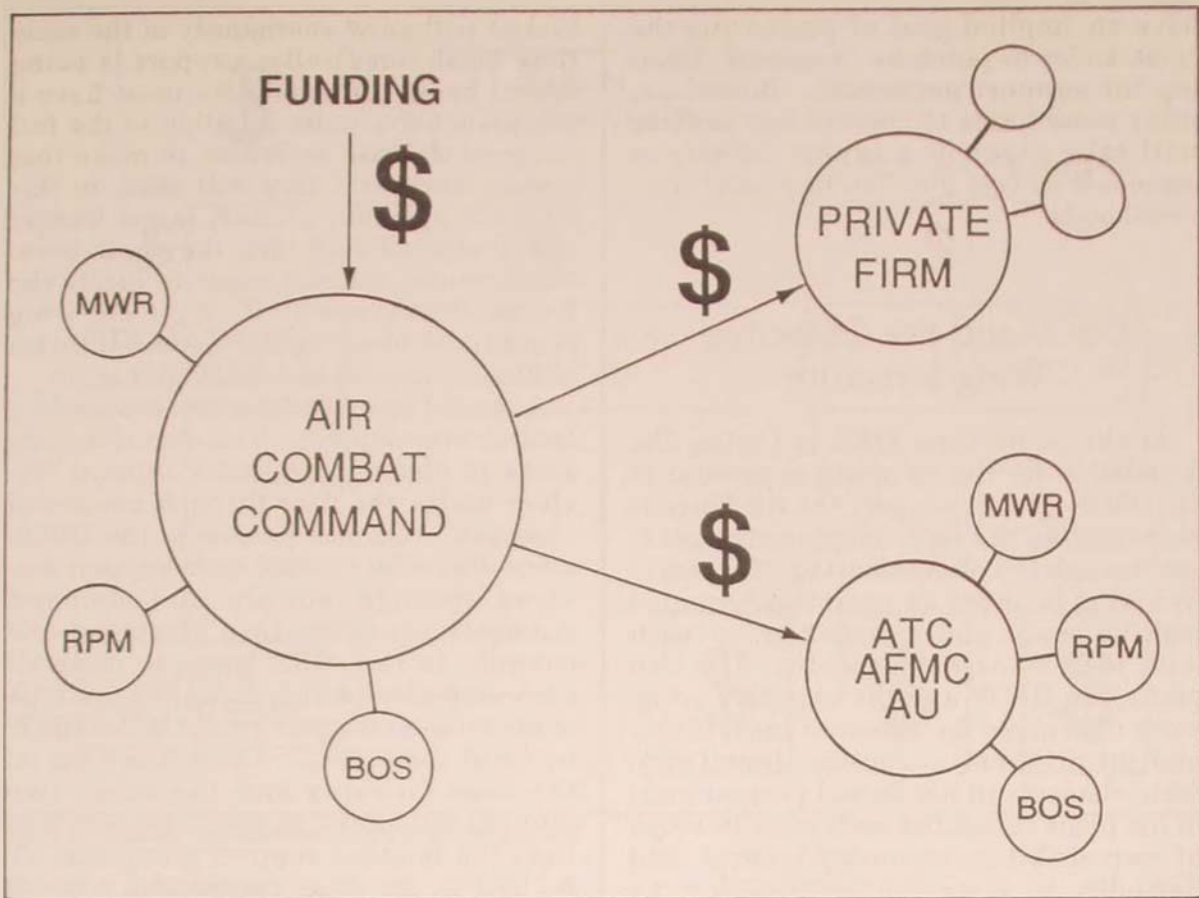 FUNDING
$
$
PRIVATE
FIRM
MWR
AIR
COMBAT
COMMAND
$
MWR
ATC
AFMC
AU
RPM
RPM
BOS
BOS